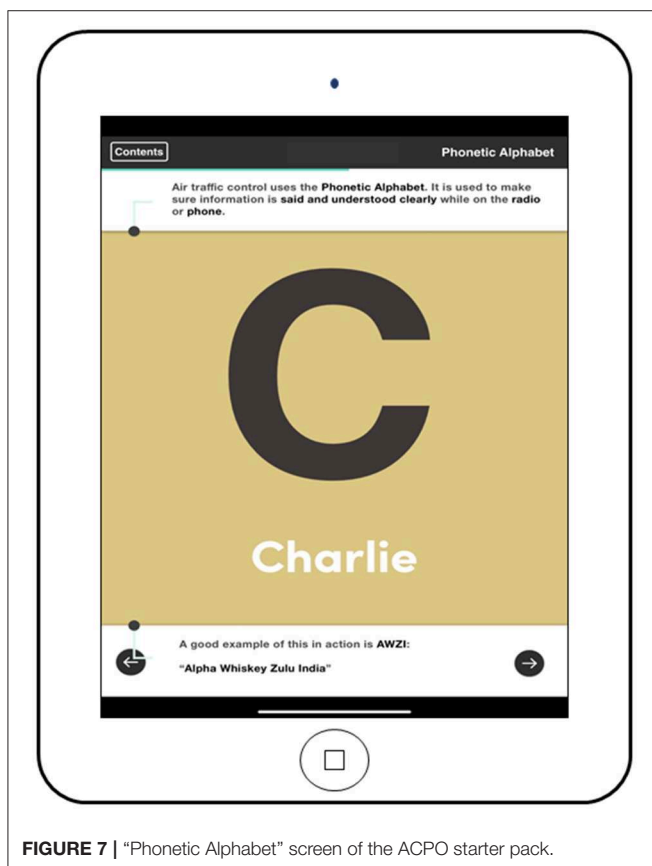 Contents
Phonetic Alphabet
Air traffic control uses the Phonetic Alphabet. It is used to make
sure information is said and understood clearly while on the radio
or phone.
C
Charlie
A good example of this in action is AWZI:
“Alpha Whiskey Zulu India”
FIGURE 7 | “Phonetic Alphabet” screen of the ACPO starter pack.